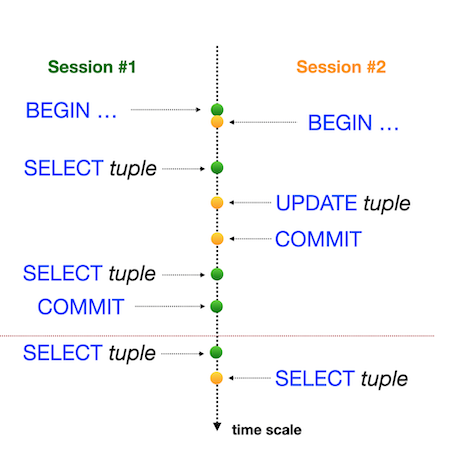 Session #1
Session #2
BEGIN …
BEGIN …
SELECT tuple
UPDATE tuple
COMMIT
SELECT tuple
COMMIT
SELECT tuple
SELECT tuple
time scale